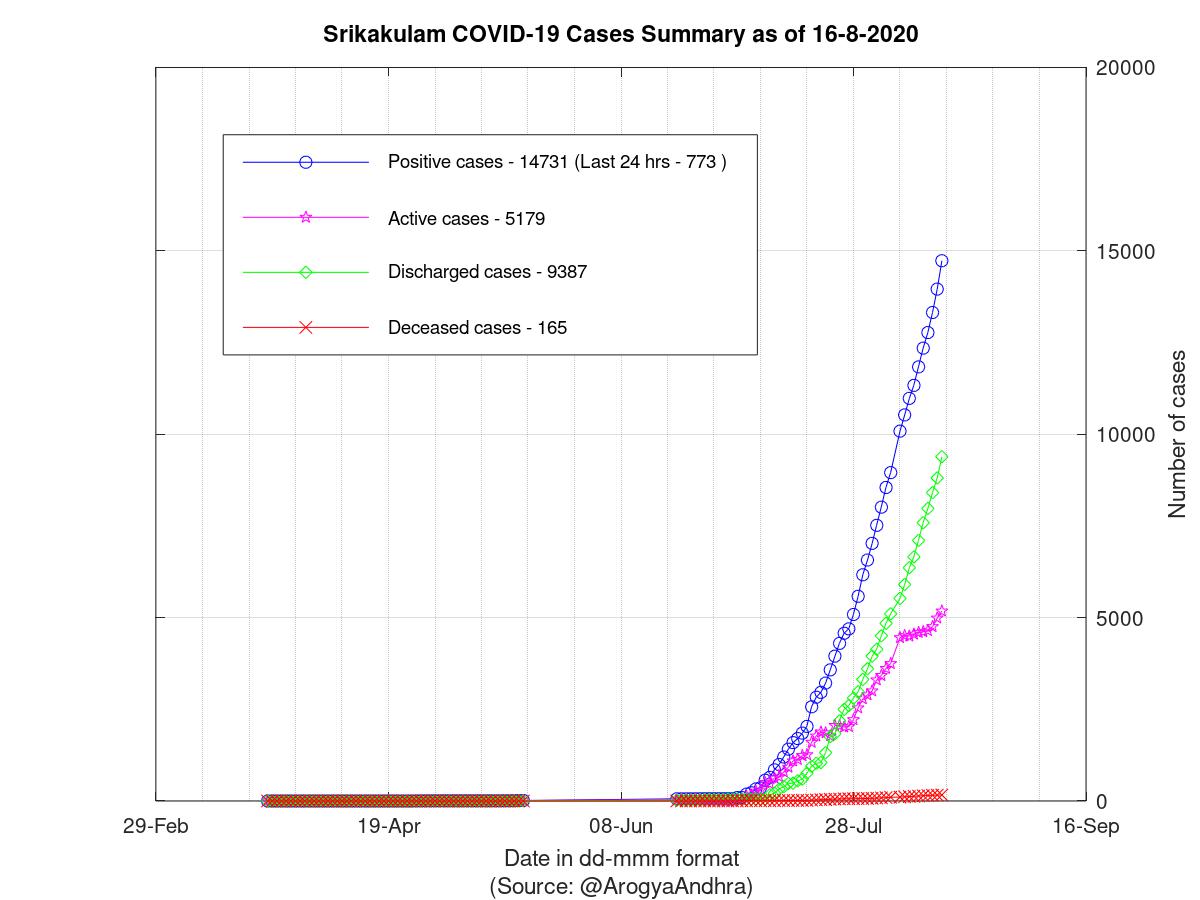 Srikakulam COVID-19 Cases Summary as of 16-8-2020
20000
15000
10000
5000
0
Number of cases
Positive cases - 14731 (Last 24 hrs - 773 )
Active cases - 5179
Discharged cases - 9387
Deceased cases - 165
29-Feb
19-Apr
08-Jun
28-Jul
16-Sep
Date in dd-mmm format
(Source: @ArogyaAndhra)